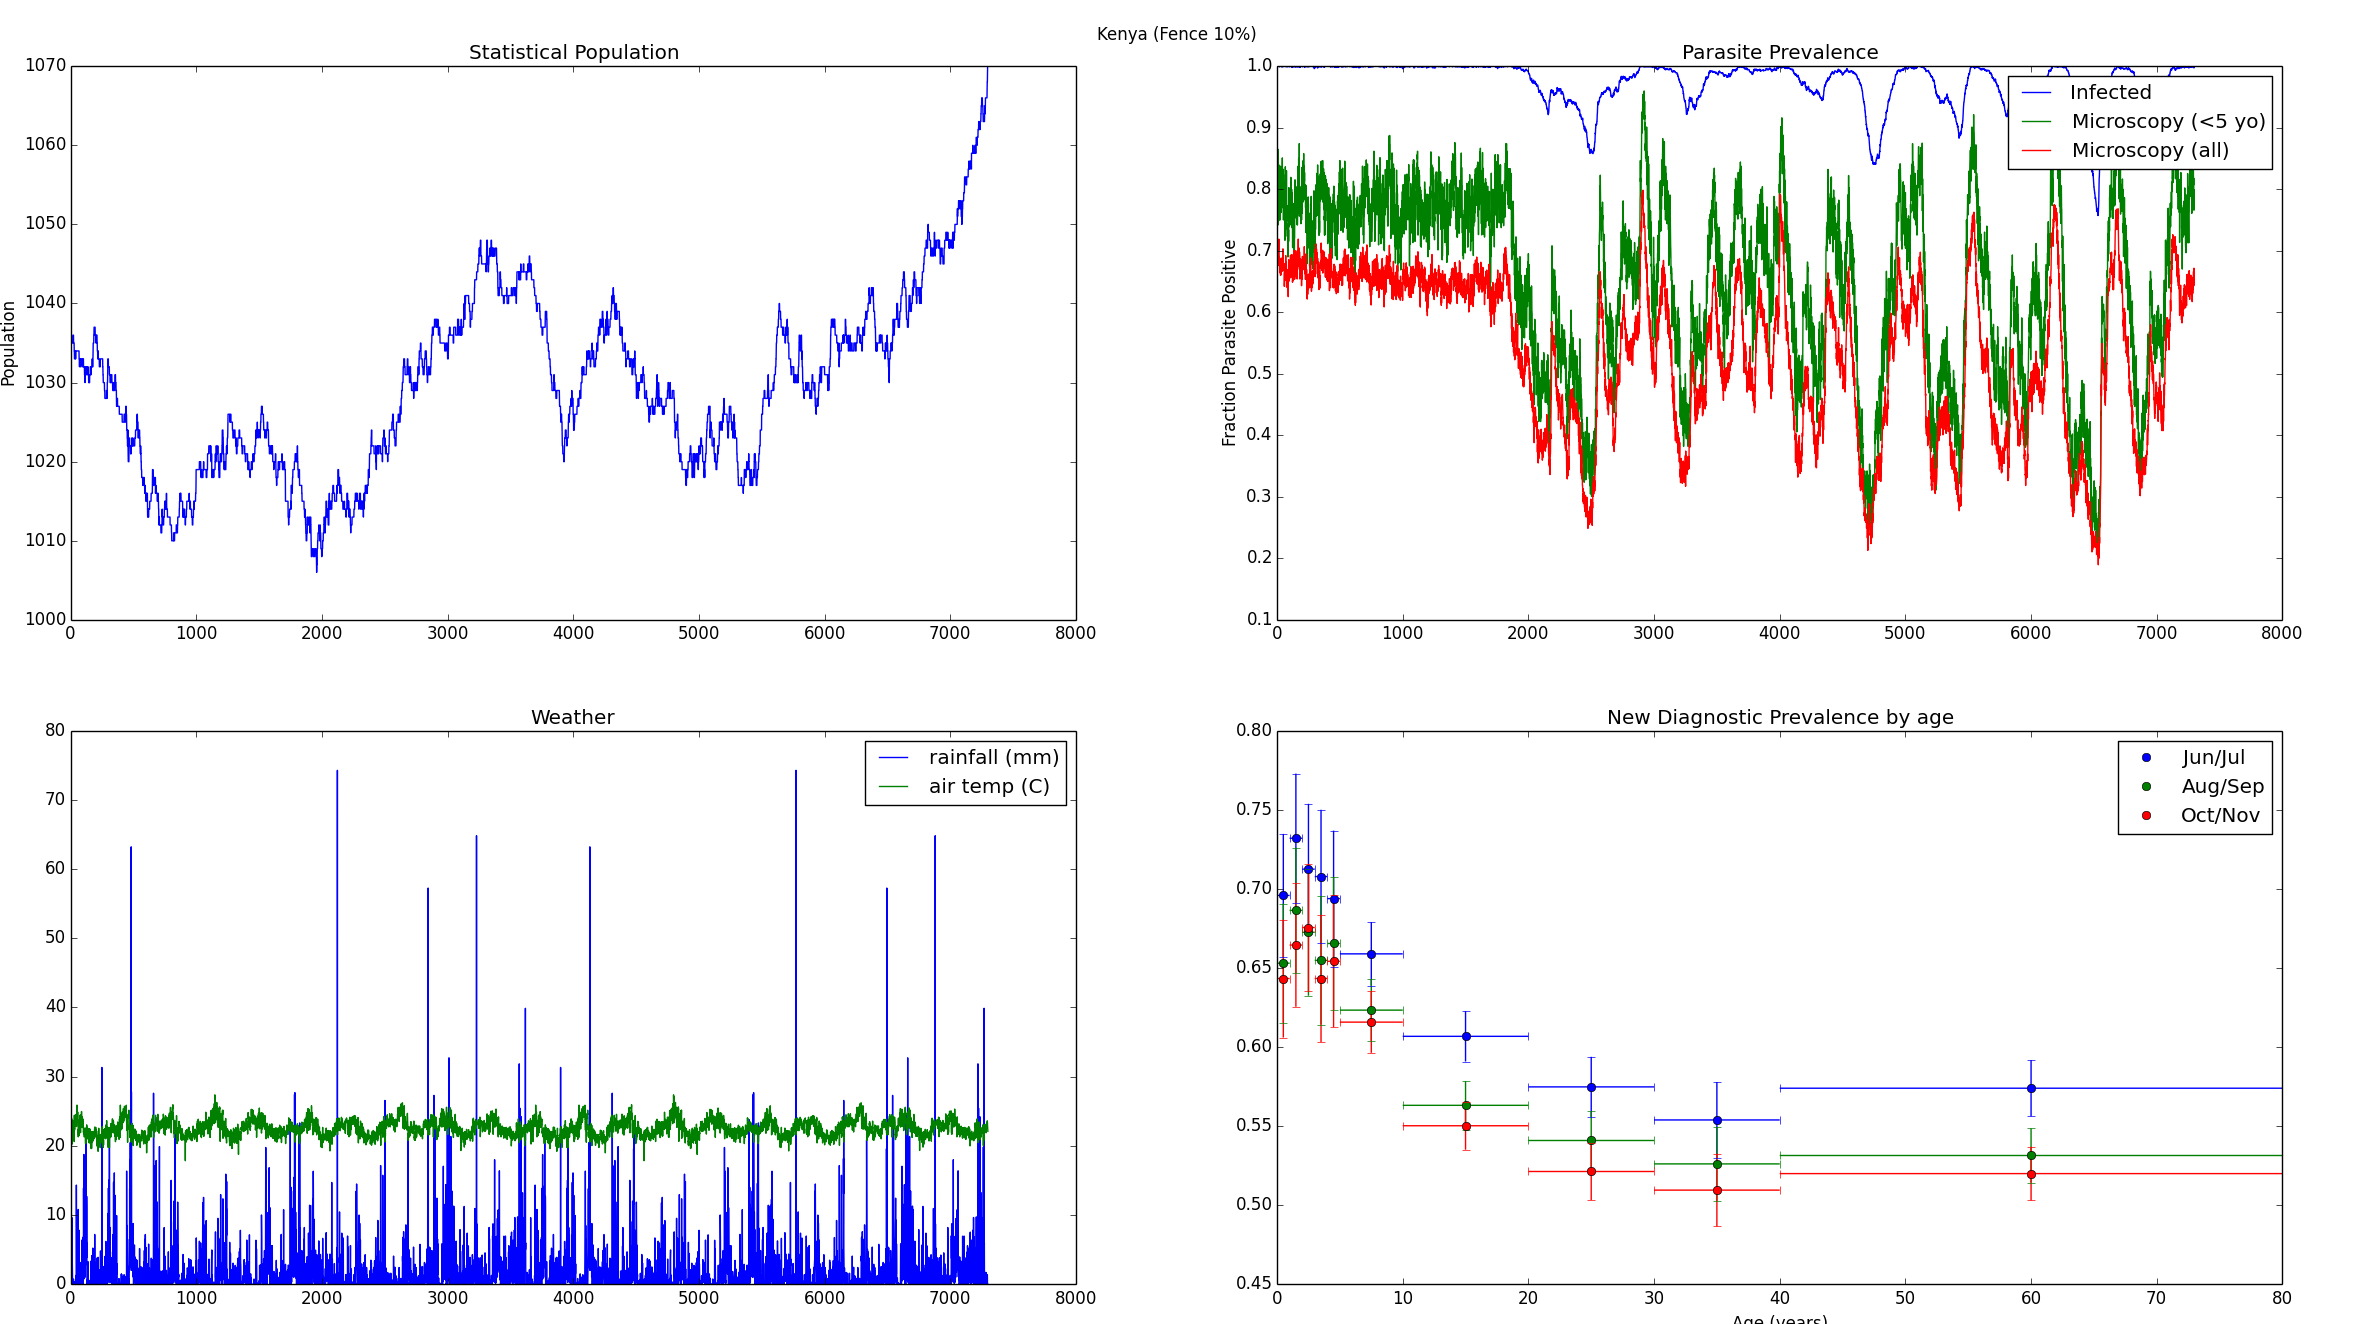 Kenya (Fence 10%)
Statistical Population
1070
1060
1050
1040
1030
1020
1010
1000
Population
0 1000 2000 3000 4000 5000 6000 7000 8000
Parasite Prevalence
1.0
0.9
0.8
0.7
0.6
0.5
0.4
0.3
0.2
0.1
Fraction Parasite Positive
Infected
Microscopy (<5 yo)
Microscopy (all)
0 1000 2000 3000 4000 5000 6000 7000 8000
Weather
80
70
60
50
40
30
20
10
0
rainfall (mm)
air temp (C)
0 1000 2000 3000 4000 5000 6000 7000 8000
New Diagnostic Prevalence by age
0.80
0.75
0.70
0.65
0.60
0.55
0.50
0.45
Jun/Jul
Aug/Sep
Oct/Nov
0 10 20 30 40 50 60 70 80
Age (years)